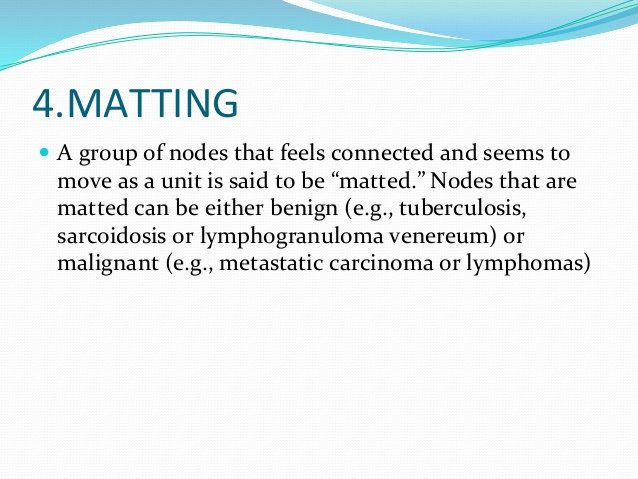 4.MATTING
• A group of nodes that feels connected and seems to
move as a unit is said to be “matted.” Nodes that are
matted can be either benign (e.g., tuberculosis,
sarcoidosis or lymphogranuloma venereum) or
malignant (e.g., metastatic carcinoma or lymphomas)